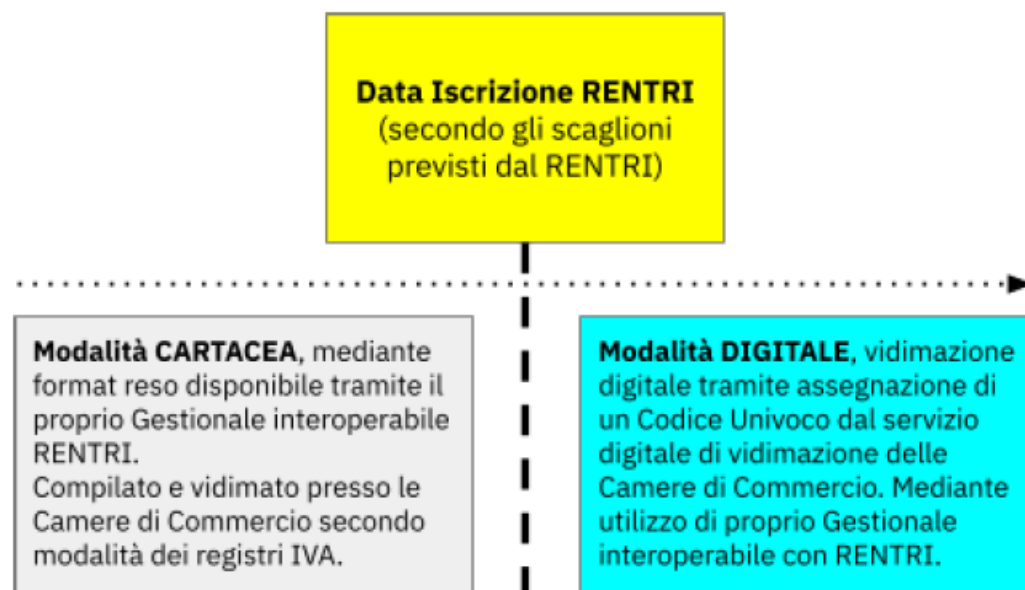 Data Iscrizione RENTRI
(secondo gli scaglioni
previsti dal RENTRI)
Modalità CARTACEA, mediante
format reso disponibile tramite il
proprio Gestionale interoperabile
RENTRI.
Compilato e vidimato presso le
Camere di Commercio secondo
modalità dei registri IVA.
Modalità DIGITALE, vidimazione
digitale tramite assegnazione di
un Codice Univoco dal servizio
digitale di vidimazione delle
Camere di Commercio. Mediante
utilizzo di proprio Gestionale
interoperabile con RENTRI.